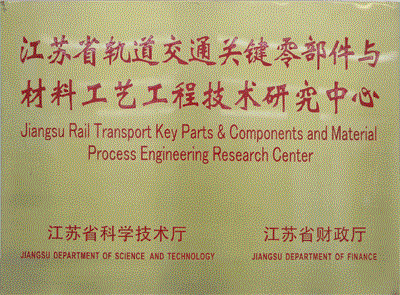 江苏省轨道交通关键零部件与
材料工艺工程技术研究中心
Jiangsu Rail Transport Key Parts & Components and Material
Process Engineering Research Center
江苏省科学技术厅 江苏省财政厅
JIANGSU DEPARTMENT OF SCIENCE AND TECHNOLOGY JIANGSU DEPARTMENT OF FINANCE